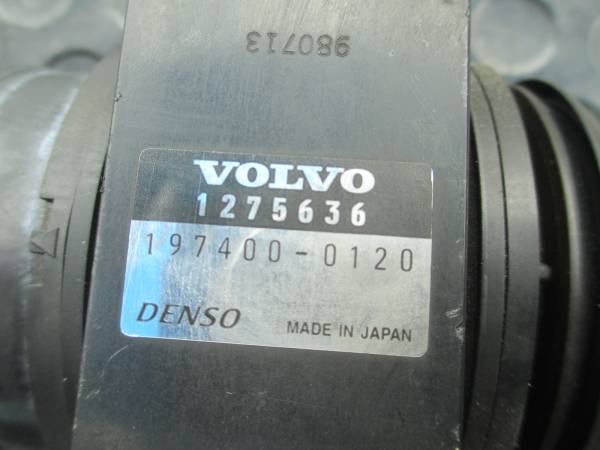 980713
VOLVO
1275636
197400-0120
DENSO MADE IN JAPAN